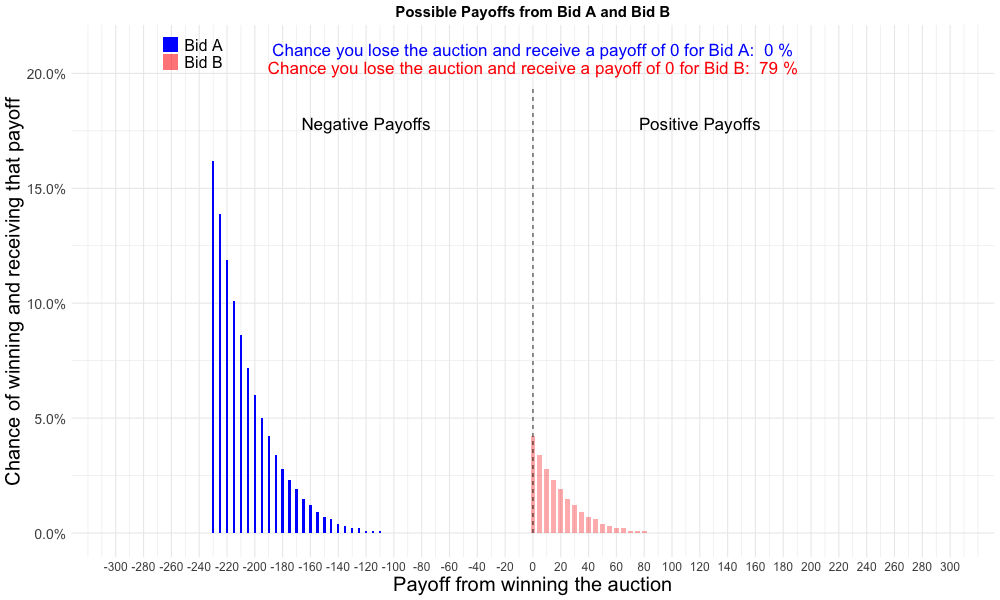 Possible Payoffs from Bid A and Bid B
Bid A
Bid B
Chance you lose the auction and receive a payoff of 0 for Bid A:  0 %
Chance you lose the auction and receive a payoff of 0 for Bid B:  79 %
Negative Payoffs
Positive Payoffs
Chance of winning and receiving that payoff
20.0%
15.0%
10.0%
5.0%
0.0%
-300 -280 -260 -240 -220 -200 -180 -160 -140 -120 -100 -80 -60 -40 -20 0 20 40 60 80 100 120 140 160 180 200 220 240 260 280 300
Payoff from winning the auction